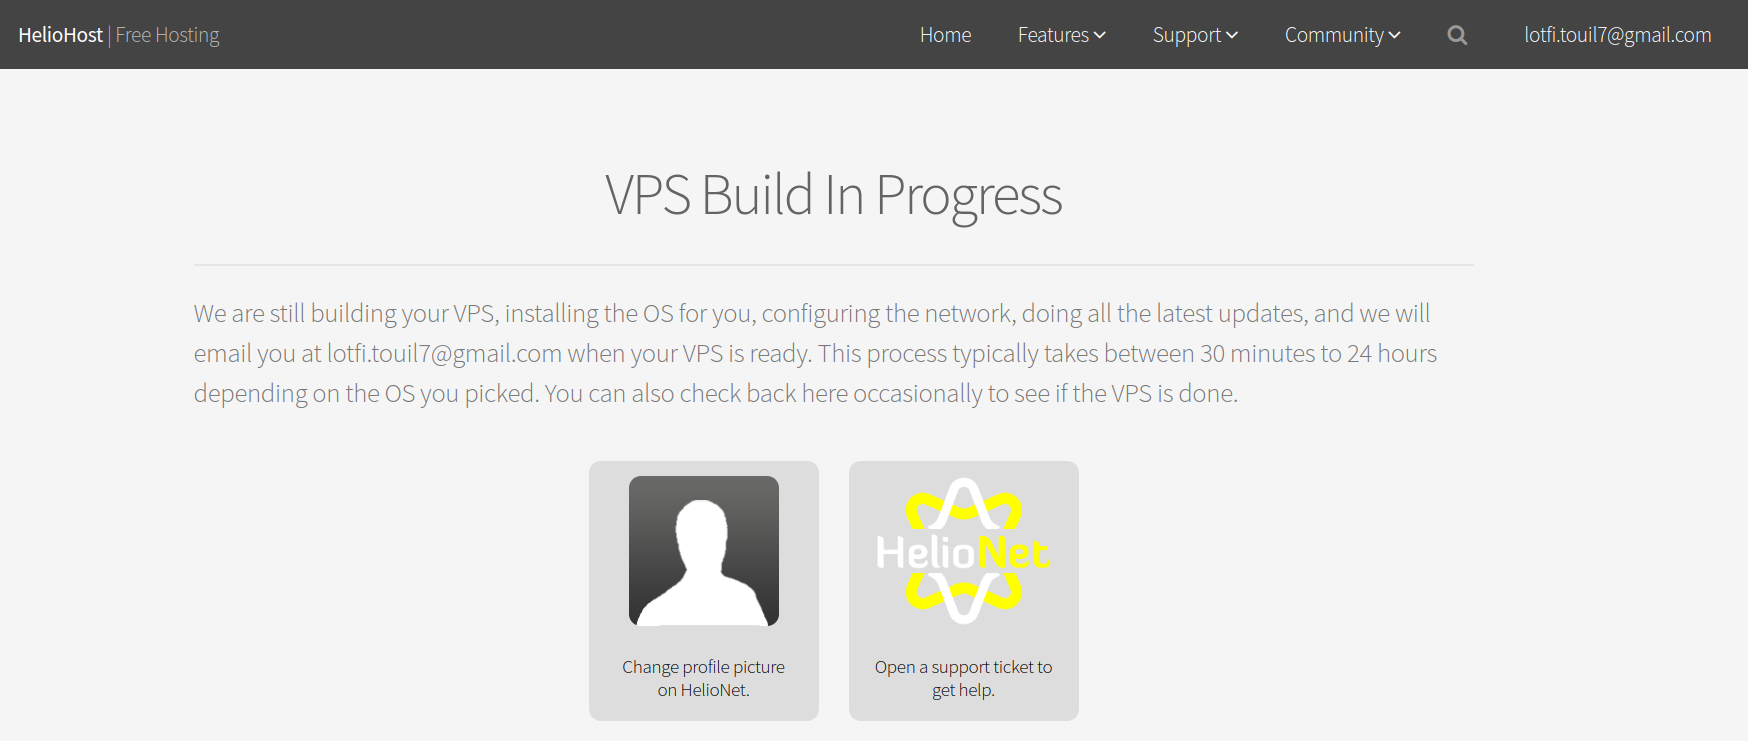 HelioHost | Free Hosting
Home Features Support Community lotfi.touil7@gmail.com
VPS Build In Progress
We are still building your VPS, installing the OS for you, configuring the network, doing all the latest updates, and we will
email you at lotfi.touil7@gmail.com when your VPS is ready. This process typically takes between 30 minutes to 24 hours
depending on the OS you picked. You can also check back here occasionally to see if the VPS is done.
HelioNet
Change profile picture
on HelioNet.
Open a support ticket to
get help.